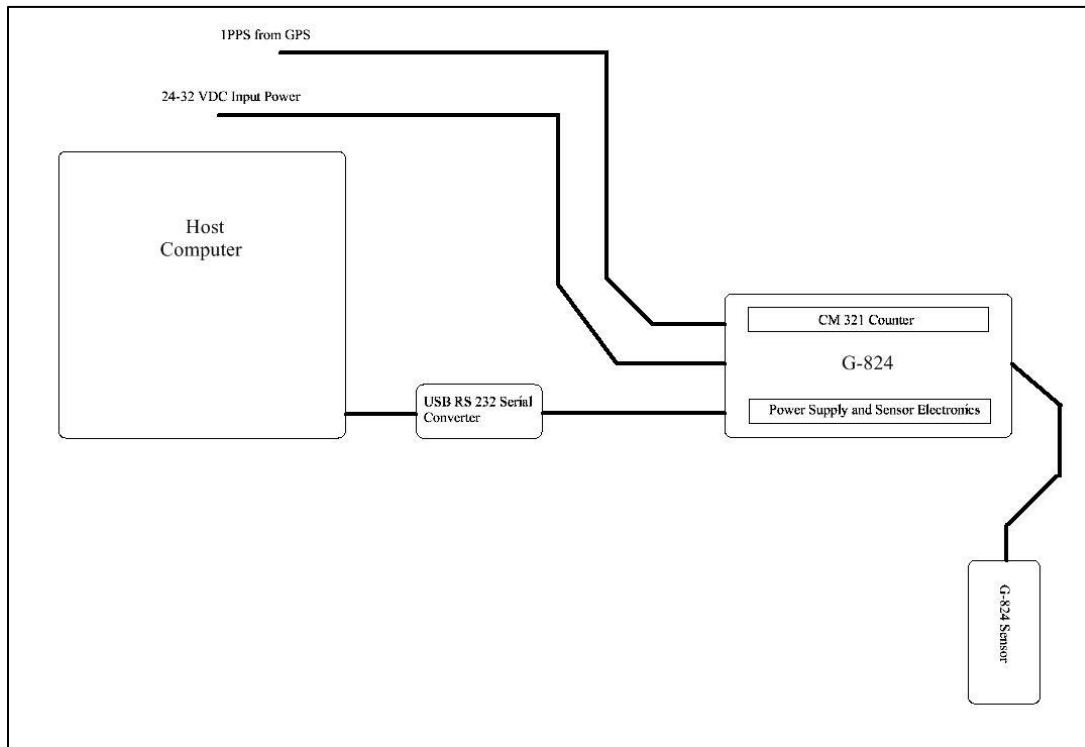 1PPS from GPS
24-32 VDC Input Power
Host
Computer
CM 321 Counter
G-824
USB RS 232 Serial
Converter
Power Supply and Sensor Electronics
G-824 Sensor